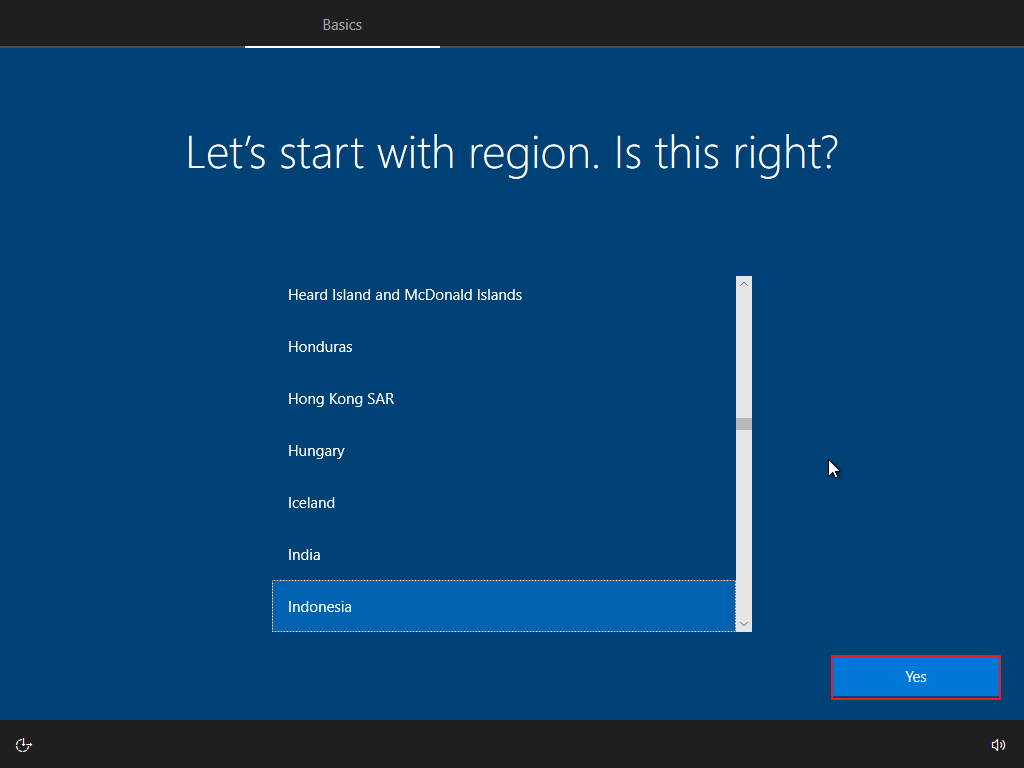 Basics
Let’s start with region. Is this right?
Heard Island and McDonald Islands
Honduras
Hong Kong SAR
Hungary
Iceland
India
Indonesia
Yes